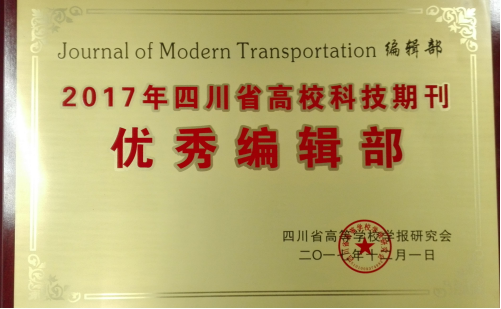 Journal of Modern Transportation 编辑部
2017年四川省高校科技期刊
优秀编辑部
四川省高等学校学报研究会
二〇一七年十二月一日